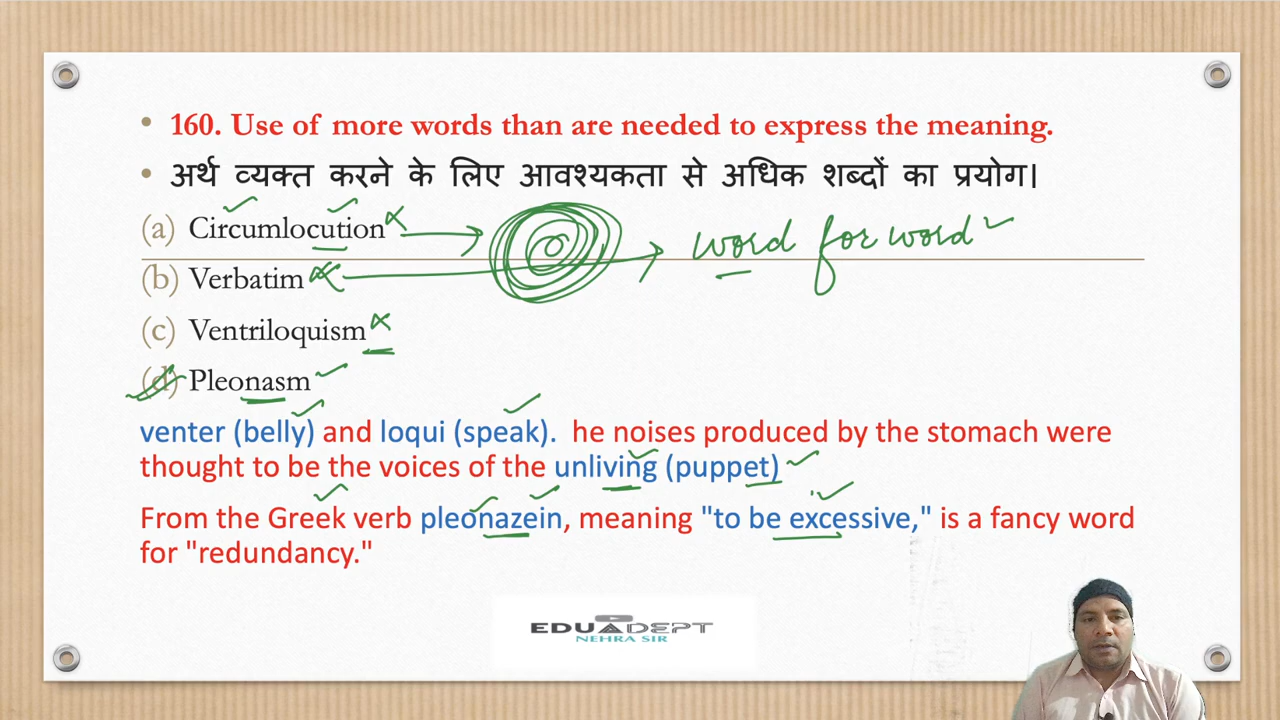 • 160. Use of more words than are needed to express the meaning.
• अर्थ व्यक्त करने के लिए आवश्यकता से अधिक शब्दों का प्रयोग।
(a) Circumlocution
word for word
(b) Verbatim
(c) Ventriloquism
(d) Pleonasm
venter (belly) and loqui (speak). he noises produced by the stomach were
thought to be the voices of the unliving (puppet)
From the Greek verb pleonazein, meaning "to be excessive," is a fancy word
for "redundancy."
EDUADEPT
NEHRA SIR